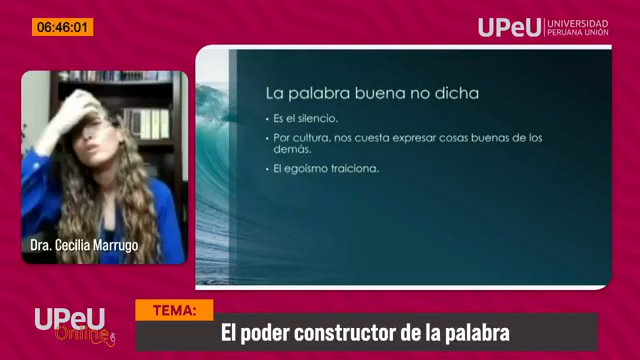 06:46:01
UPeU UNIVERSIDAD
PERUANA UNIÓN
La palabra buena no dicha
• Es el silencio.
• Por cultura, nos cuesta expresar cosas buenas de los
demás.
• El egoísmo traiciona.
Dra. Cecilia Marrugo
UPeU
Online
TEMA:
El poder constructor de la palabra